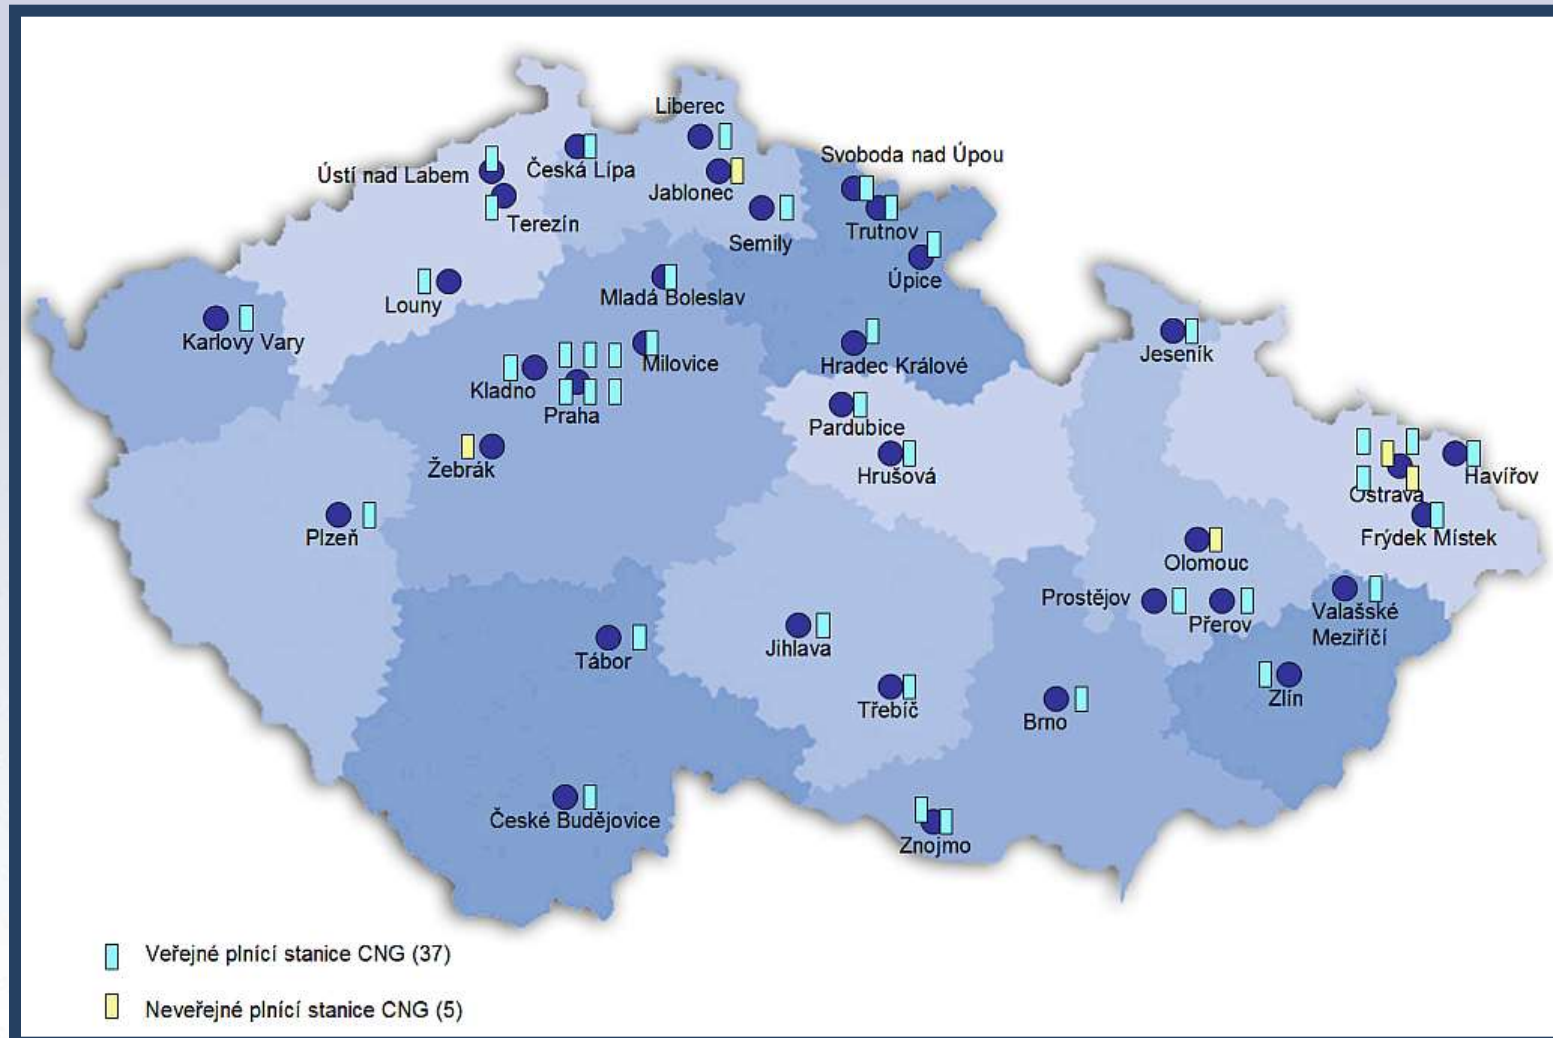 Liberec
Svoboda nad Úpou
Ústí nad Labem
Česká Lípa
Jablonec
Terezín
Semily
Trutnov
Úpice
Louny
Mladá Boleslav
Karlovy Vary
Milovice
Hradec Králové
Jeseník
Kladno
Praha
Pardubice
Žebrák
Hrušová
Havířov
Ostrava
Plzeň
Frýdek Místek
Olomouc
Prostějov
Přerov
Valašské
Meziříčí
Tábor
Jihlava
Třebíč
Brno
Zlín
České Budějovice
Znojmo
Veřejné plnící stanice CNG (37)
Neveřejné plnící stanice CNG (5)